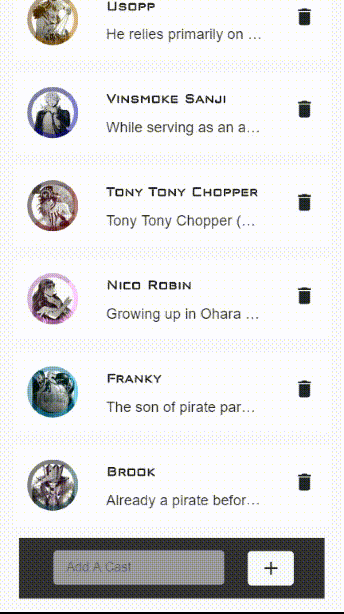 Usopp
He relies primarily on ...
Vinsmoke Sanji
While serving as an a...
Tony Tony Chopper
Tony Tony Chopper (...
Nico Robin
Growing up in Ohara ...
Franky
The son of pirate par...
Brook
Already a pirate befor...
Add A Cast
+